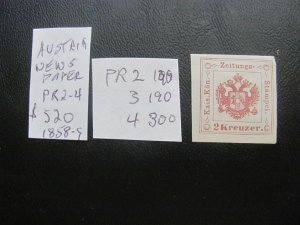 AUSTRIA
NEWS
PAPER
PR2-4
$520
1858-9
PR2
3 190
4 300
Zeitungs-
Kais. Kön.
Stämpel
2 Kreuzer.